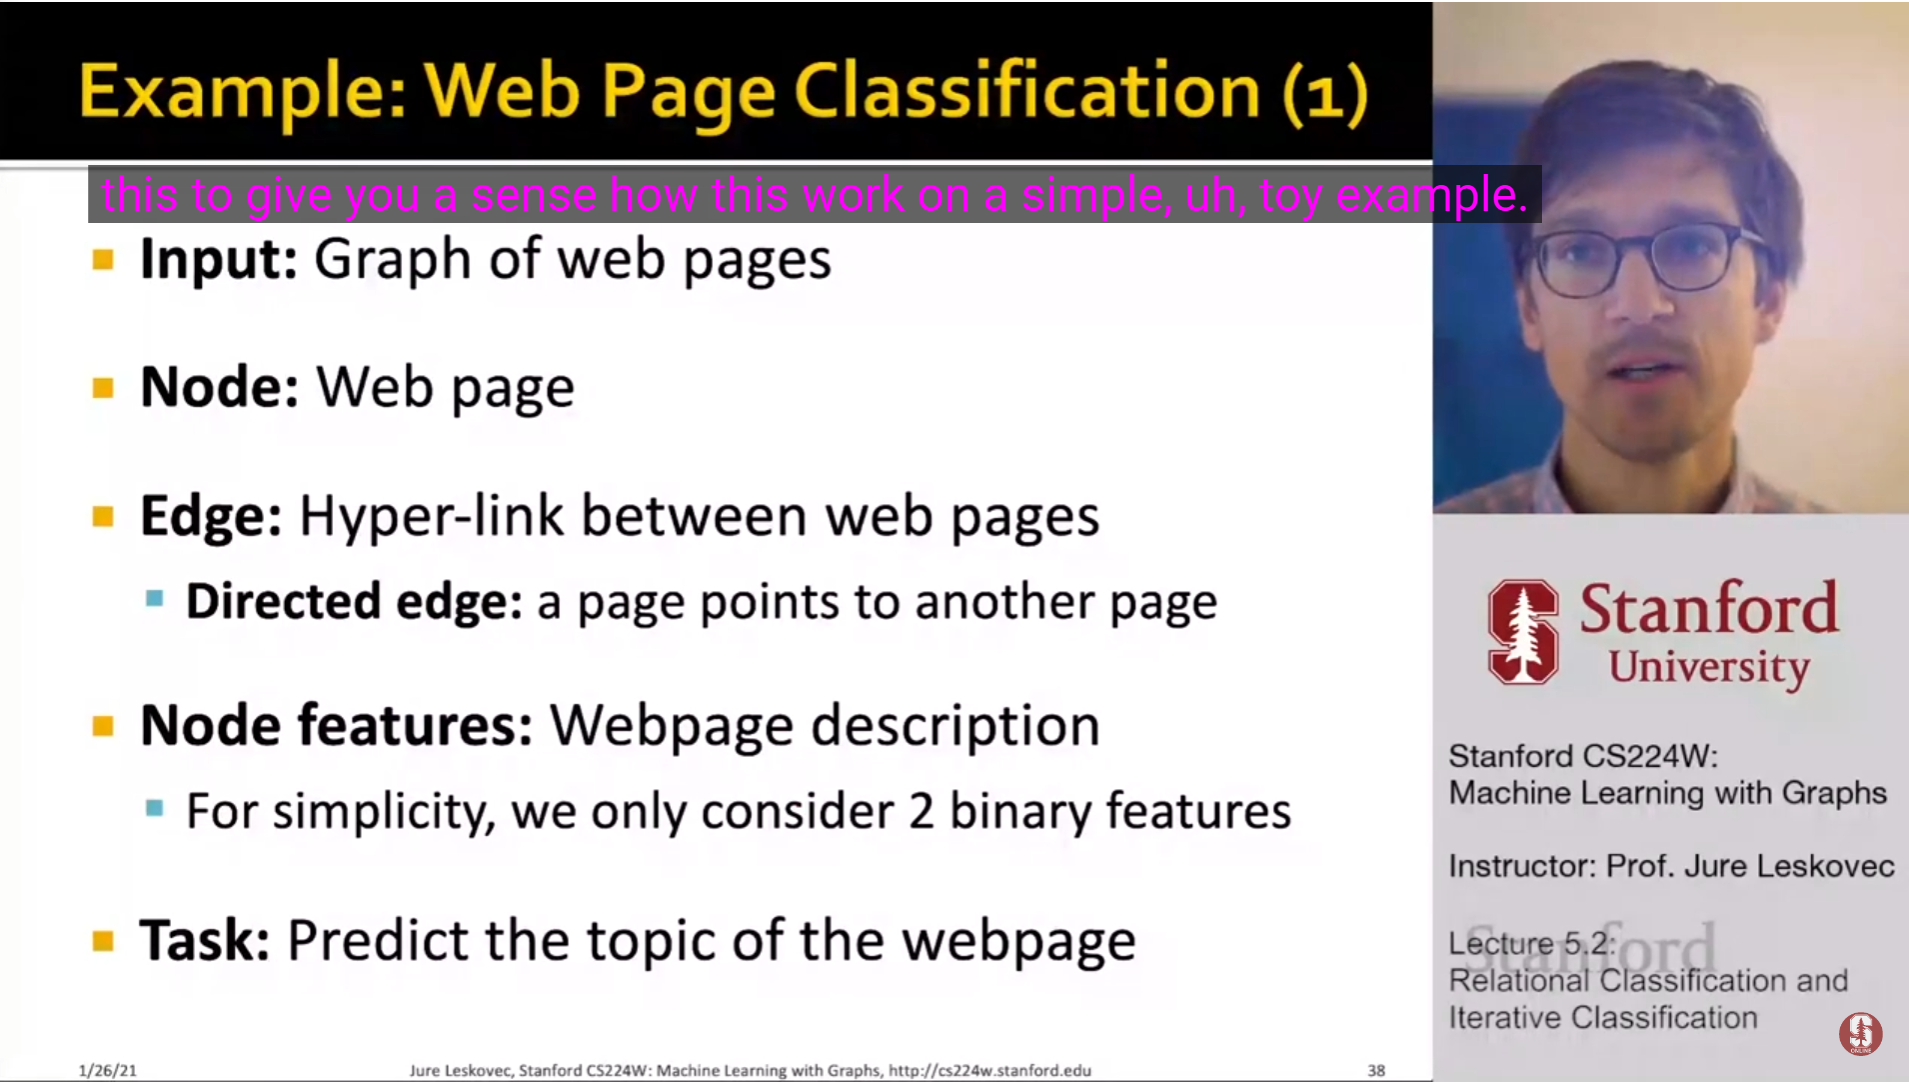 Example: Web Page Classification (1)
this to give you a sense how this work on a simple, uh, toy example.
Input: Graph of web pages
Node: Web page
Edge: Hyper-link between web pages
Directed edge: a page points to another page
Node features: Webpage description
For simplicity, we only consider 2 binary features
Task: Predict the topic of the webpage
1/26/21
Jure Leskovec, Stanford CS224W: Machine Learning with Graphs, http://cs224w.stanford.edu
38
Stanford
University
Stanford CS224W:
Machine Learning with Graphs
Instructor: Prof. Jure Leskovec
Stanford
Lecture 5.2:
Relational Classification and
Iterative Classification
S
ONLINE